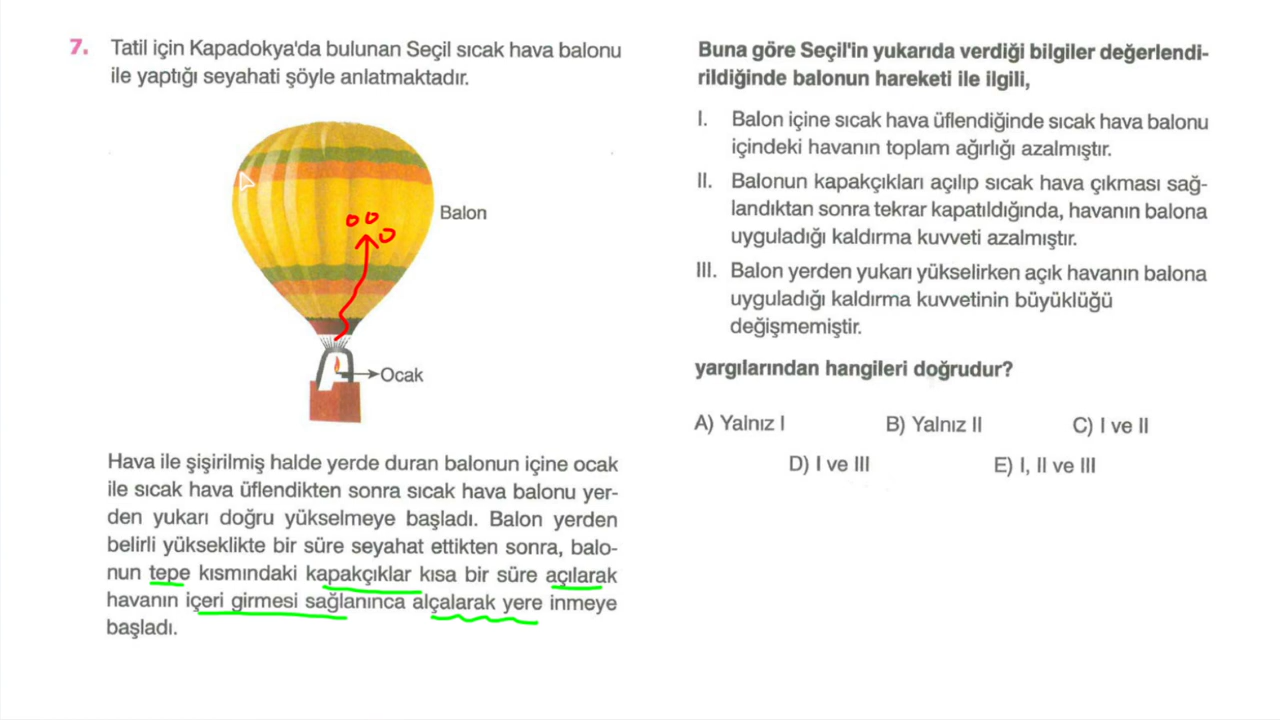 7. Tatil için Kapadokya'da bulunan Seçil sıcak hava balonu
ile yaptığı seyahati şöyle anlatmaktadır.
Balon
Ocak
Hava ile şişirilmiş halde yerde duran balonun içine ocak
ile sıcak hava üflendikten sonra sıcak hava balonu yer-
den yukarı doğru yükselmeye başladı. Balon yerden
belirli yükseklikte bir süre seyahat ettikten sonra, balo-
nun tepe kısmındaki kapakçıklar kısa bir süre açılarak
havanın içeri girmesi sağlanınca alçalarak yere inmeye
başladı.
Buna göre Seçil'in yukarıda verdiği bilgiler değerlendi-
rildiğinde balonun hareketi ile ilgili,
I. Balon içine sıcak hava üflendiğinde sıcak hava balonu
içindeki havanın toplam ağırlığı azalmıştır.
II. Balonun kapakçıkları açılıp sıcak hava çıkması sağ-
landıktan sonra tekrar kapatıldığında, havanın balona
uyguladığı kaldırma kuvveti azalmıştır.
III. Balon yerden yukarı yükselirken açık havanın balona
uyguladığı kaldırma kuvvetinin büyüklüğü
değişmemiştir.
yargılarından hangileri doğrudur?
A) Yalnız I B) Yalnız II C) I ve II
D) I ve III E) I, II ve III